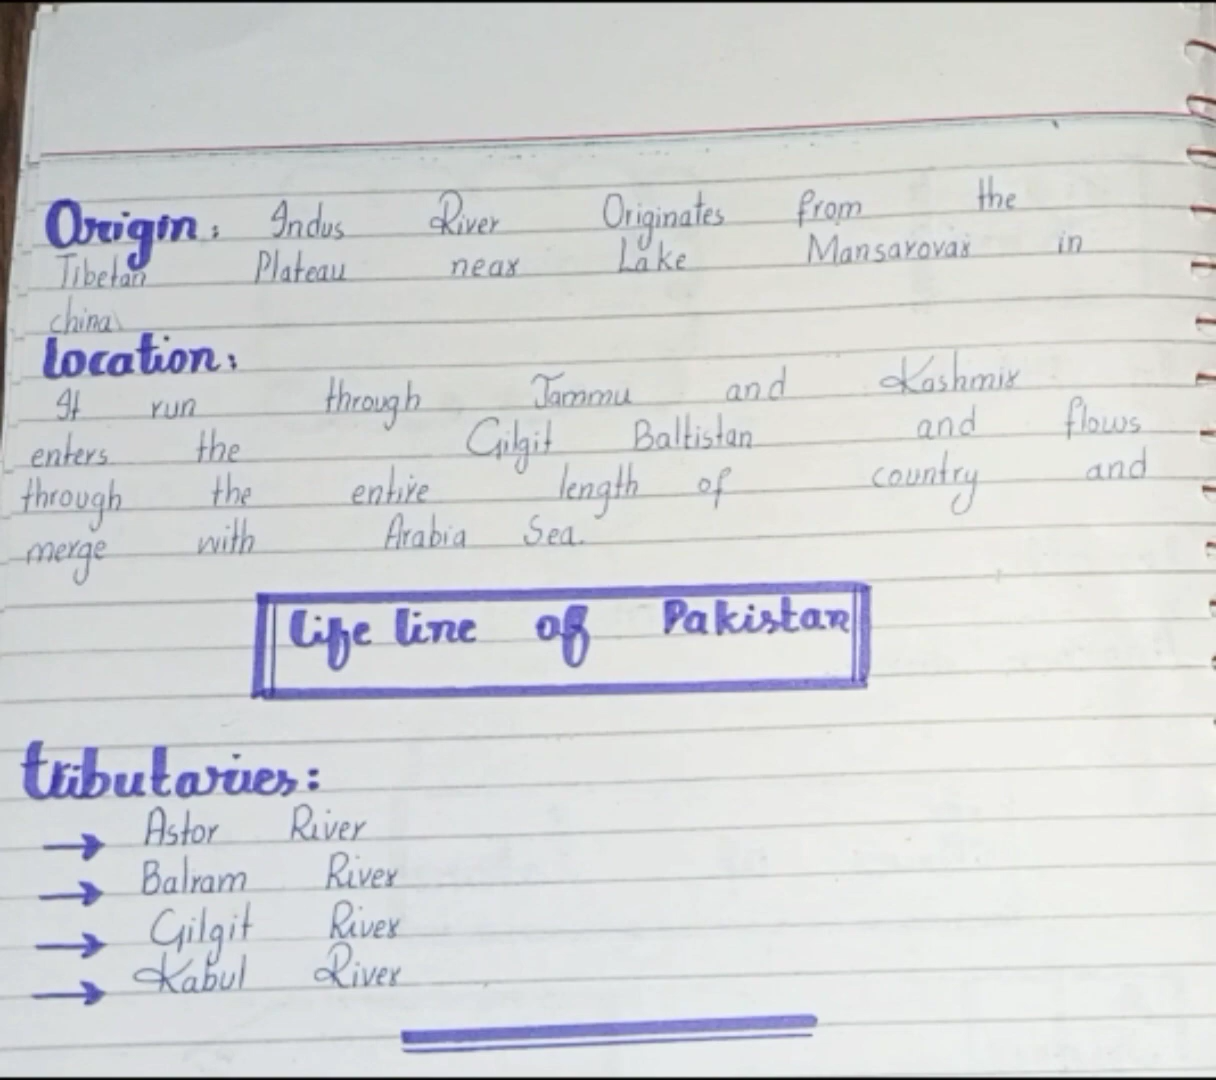 Origin: Indus River Originates from the
Tibetan Plateau near Lake Mansarovar in
china
location:
It run through Jammu and Kashmir
enters the Gilgit Baltistan and flows
through the entire length of country and
merge with Arabia Sea.
life line of Pakistan
tributaries:
→ Astor River
→ Balram River
→ Gilgit River
→ Kabul River